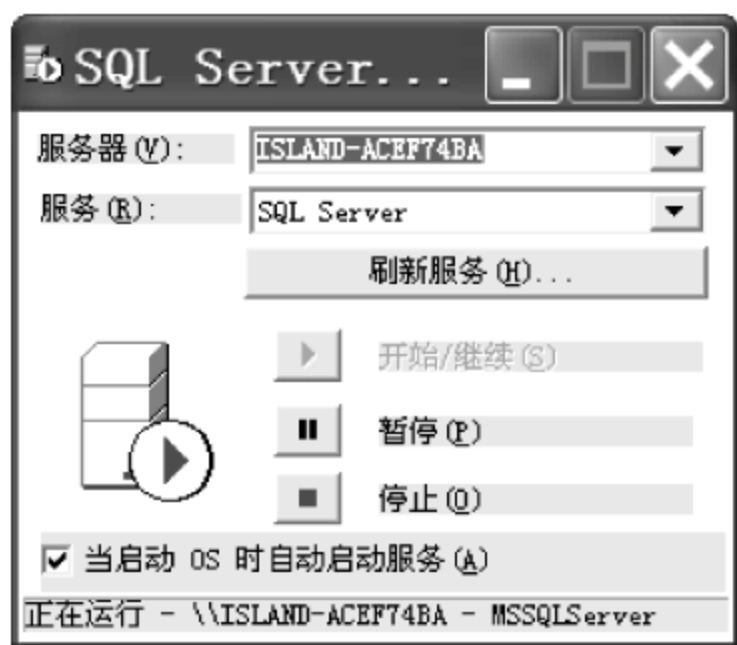 SQL Server...
服务器(V): ISLAND-ACEF74BA
服务(R): SQL Server
刷新服务(H)...
开始/继续(S)
暂停(P)
停止(O)
当启动 OS 时自动启动服务(A)
正在运行 - \\ISLAND-ACEF74BA - MSSQLServer